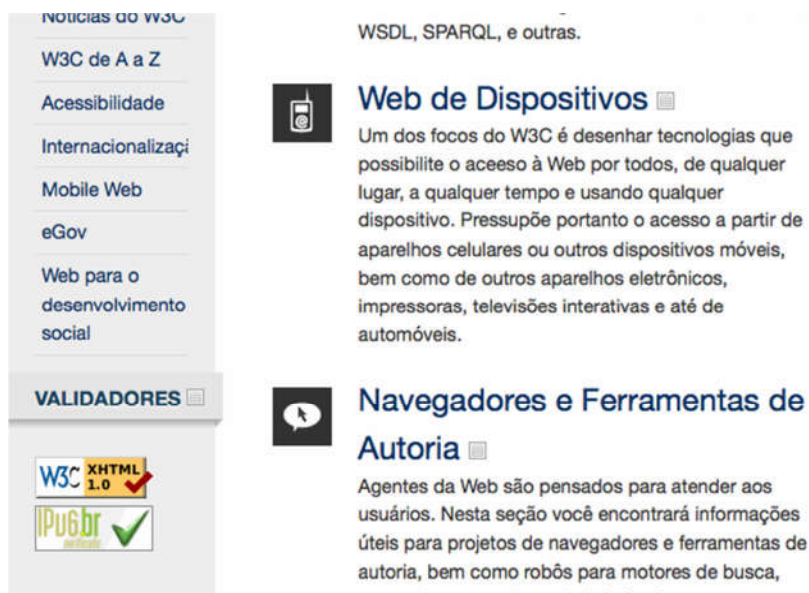 Notícias do W3C
W3C de A a Z
Acessibilidade
Internacionalizaçã
Mobile Web
eGov
Web para o
desenvolvimento
social
VALIDADORES
W3C XHTML
1.0
IPv6.br
WSDL, SPARQL, e outras.
Web de Dispositivos
Um dos focos do W3C é desenhar tecnologias que
possibilite o aceeso à Web por todos, de qualquer
lugar, a qualquer tempo e usando qualquer
dispositivo. Pressupõe portanto o acesso a partir de
aparelhos celulares ou outros dispositivos móveis,
bem como de outros aparelhos eletrônicos,
impressoras, televisões interativas e até de
automóveis.
Navegadores e Ferramentas de
Autoria
Agentes da Web são pensados para atender aos
usuários. Nesta seção você encontrará informações
úteis para projetos de navegadores e ferramentas de
autoria, bem como robôs para motores de busca,